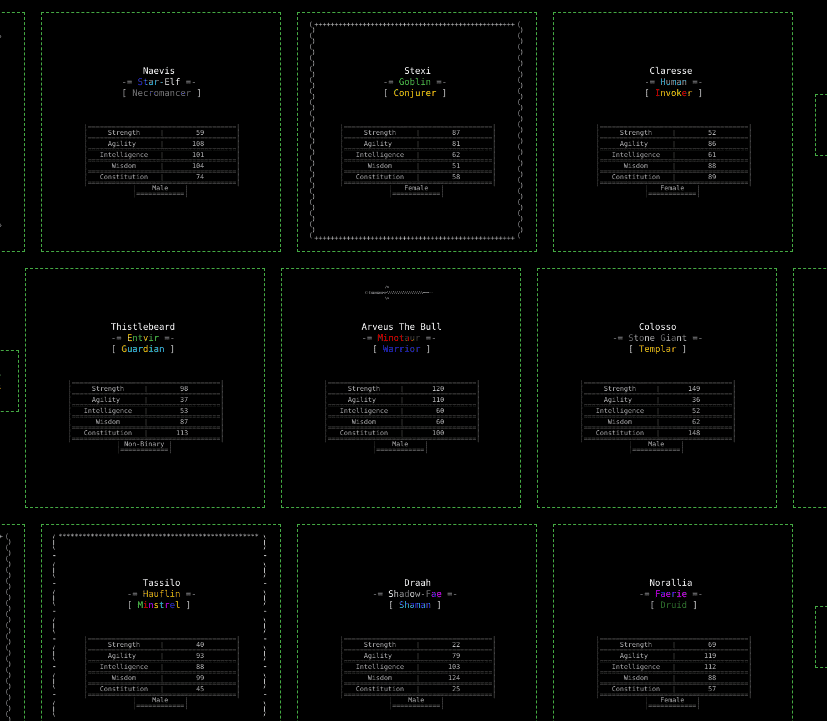 Naevis
-= Star-Elf =-
[ Necromancer ]
Strength | 59
Agility | 108
Intelligence | 101
Wisdom | 104
Constitution | 74
Male
Stexi
-= Goblin =-
[ Conjurer ]
Strength | 87
Agility | 81
Intelligence | 62
Wisdom | 51
Constitution | 58
Female
Claresse
-= Human =-
[ Invoker ]
Strength | 52
Agility | 86
Intelligence | 61
Wisdom | 88
Constitution | 89
Female
Thistlebeard
-= Entvir =-
[ Guardian ]
Strength | 98
Agility | 37
Intelligence | 53
Wisdom | 87
Constitution | 113
Non-Binary
Arveus The Bull
-= Minotaur =-
[ Warrior ]
Strength | 120
Agility | 110
Intelligence | 60
Wisdom | 60
Constitution | 100
Male
Colosso
-= Stone Giant =-
[ Templar ]
Strength | 149
Agility | 36
Intelligence | 52
Wisdom | 62
Constitution | 148
Male
Tassilo
-= Hauflin =-
[ Minstrel ]
Strength | 40
Agility | 93
Intelligence | 88
Wisdom | 99
Constitution | 45
Male
Draah
-= Shadow-Fae =-
[ Shaman ]
Strength | 22
Agility | 79
Intelligence | 103
Wisdom | 124
Constitution | 25
Male
Norallia
-= Faerie =-
[ Druid ]
Strength | 69
Agility | 119
Intelligence | 112
Wisdom | 88
Constitution | 57
Female